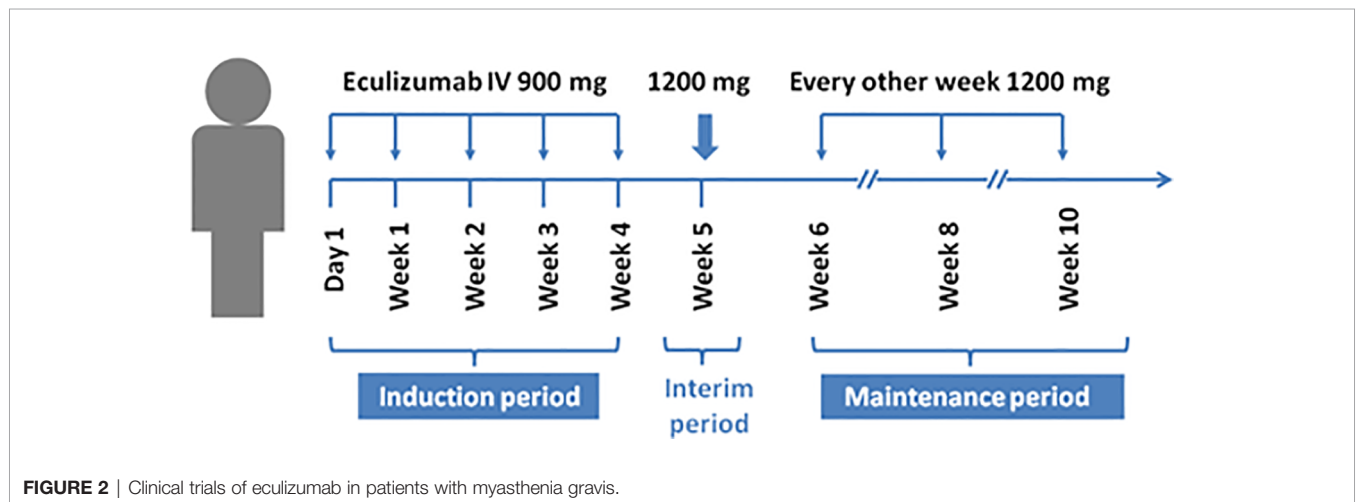 Eculizumab IV 900 mg 1200 mg Every other week 1200 mg
Day 1
Week 1
Week 2
Week 3
Week 4
Week 5
Week 6
Week 8
Week 10
Induction period
Interim
period
Maintenance period
FIGURE 2 | Clinical trials of eculizumab in patients with myasthenia gravis.